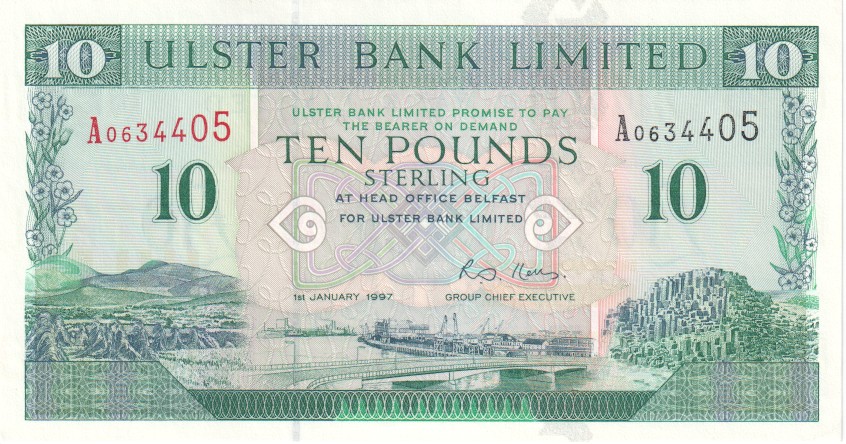 10 ULSTER BANK LIMITED 10
ULSTER BANK LIMITED PROMISE TO PAY
THE BEARER ON DEMAND
A0634405 A0634405
TEN POUNDS
STERLING
10 10
AT HEAD OFFICE BELFAST
FOR ULSTER BANK LIMITED
1st JANUARY 1997 GROUP CHIEF EXECUTIVE